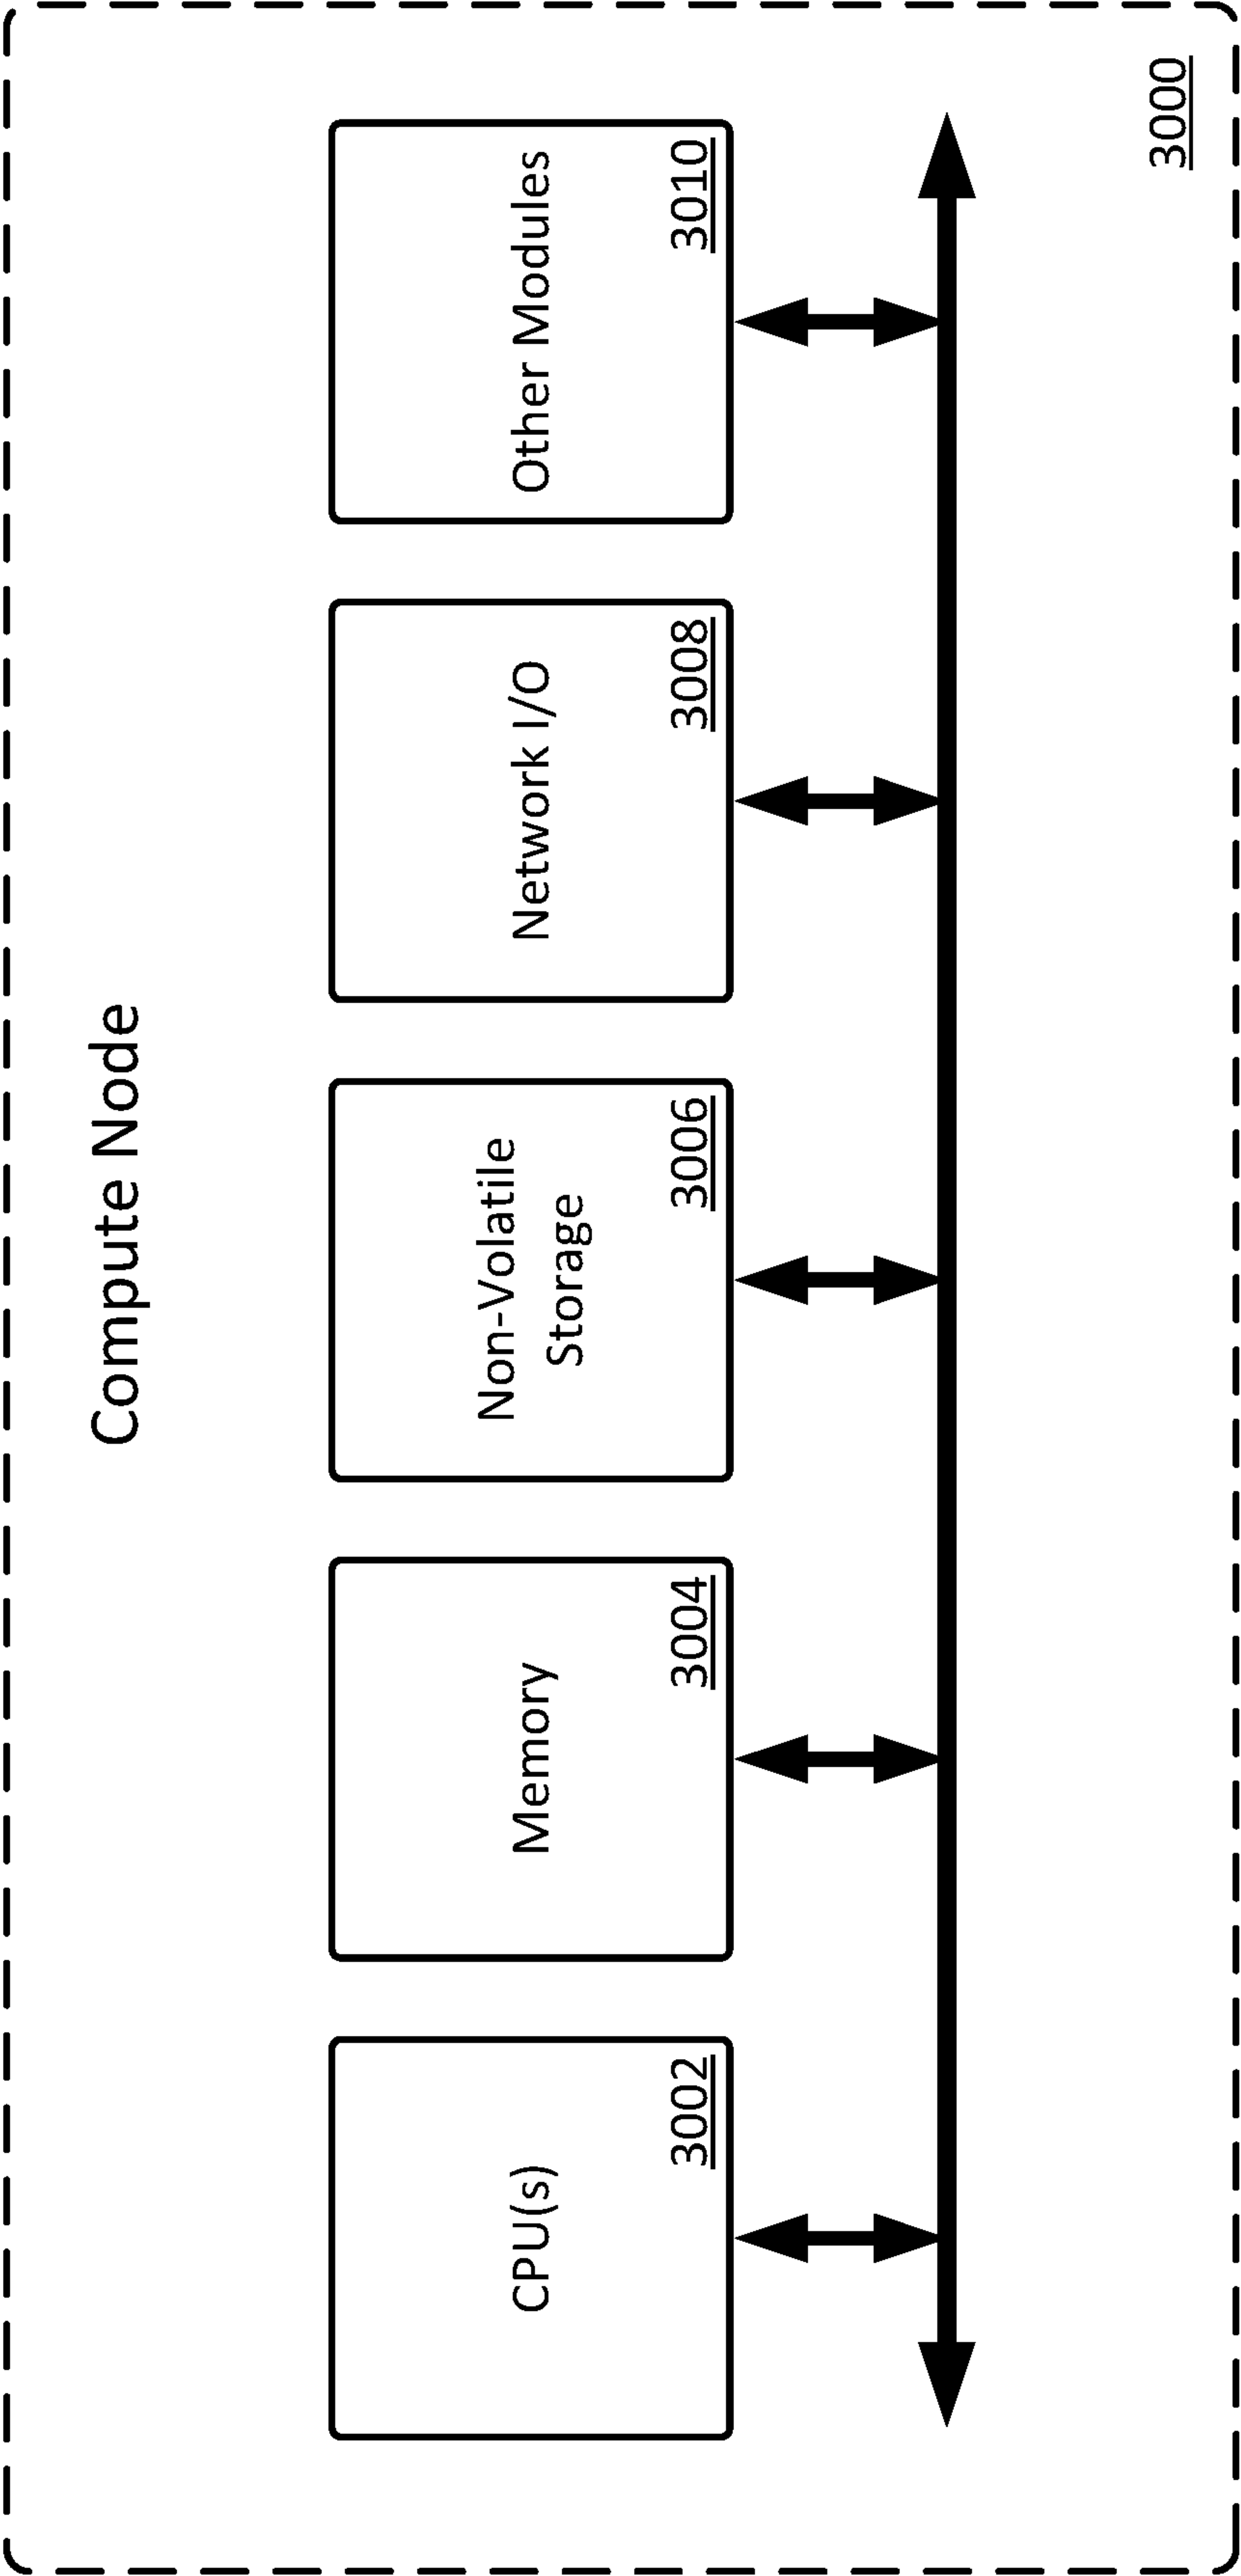 Compute Node
CPU(s)
3002
Memory
3004
Non-Volatile
Storage
3006
Network I/O
3008
Other Modules
3010
3000